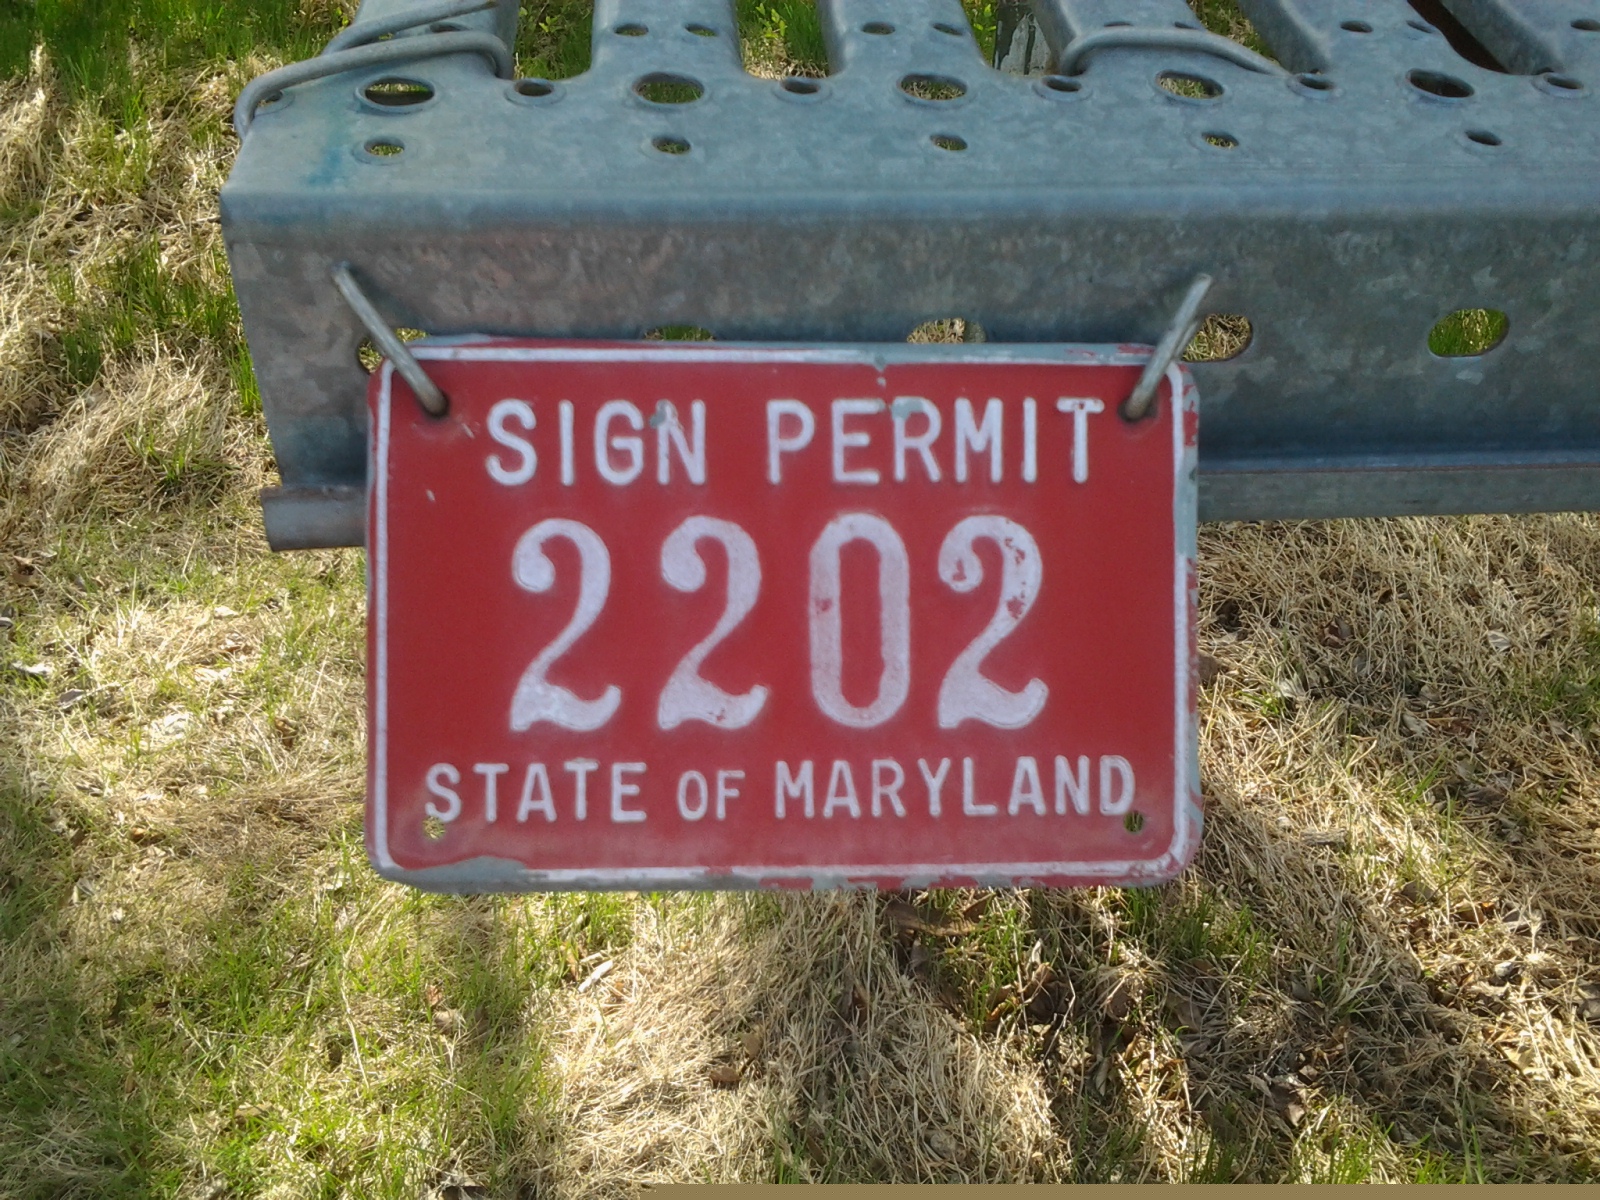 SIGN PERMIT
2202
STATE OF MARYLAND